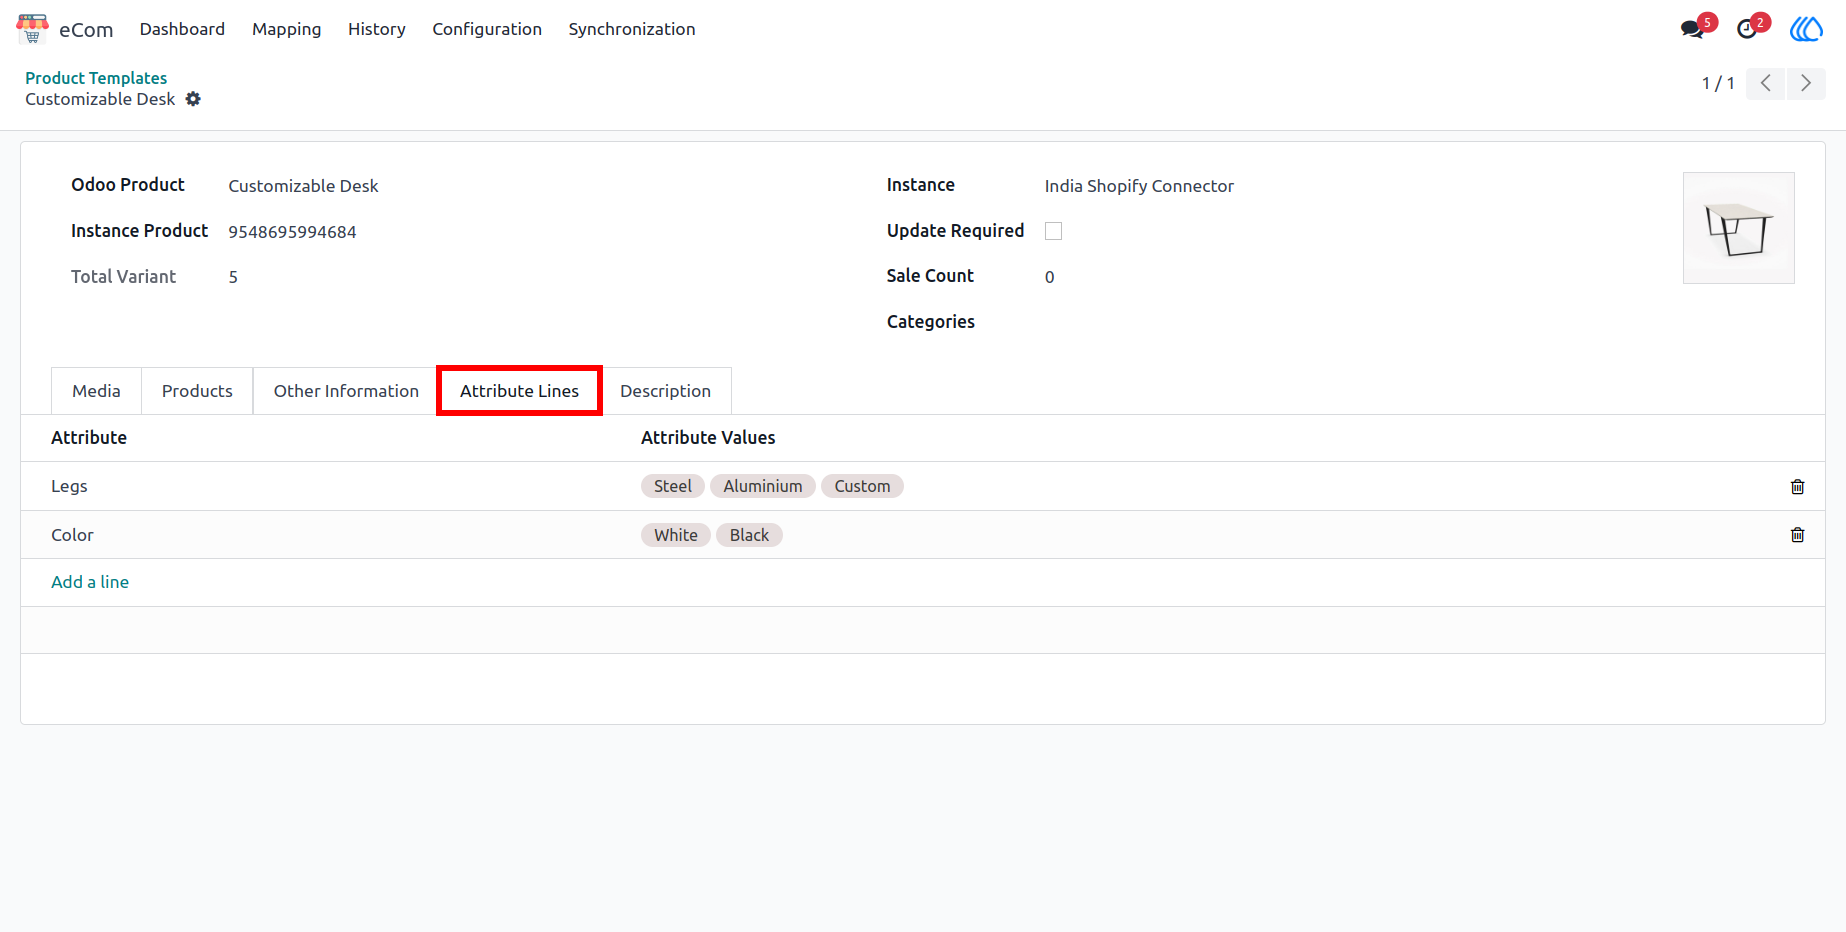 eCom Dashboard Mapping History Configuration Synchronization 5 2
Product Templates
Customizable Desk
1 / 1
Odoo Product Customizable Desk Instance India Shopify Connector
Instance Product 9548695994684 Update Required
Total Variant 5 Sale Count 0
Categories
Media Products Other Information Attribute Lines Description
Attribute Attribute Values
Legs Steel Aluminium Custom
Color White Black
Add a line